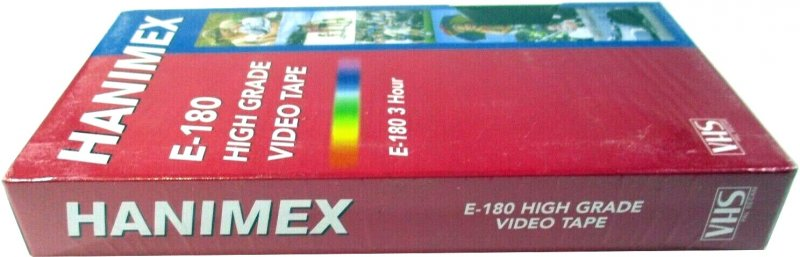 HANIMEX
E-180
HIGH GRADE
VIDEO TAPE
E-180 3 Hour
VHS
HANIMEX
E-180 HIGH GRADE
VIDEO TAPE
VHS